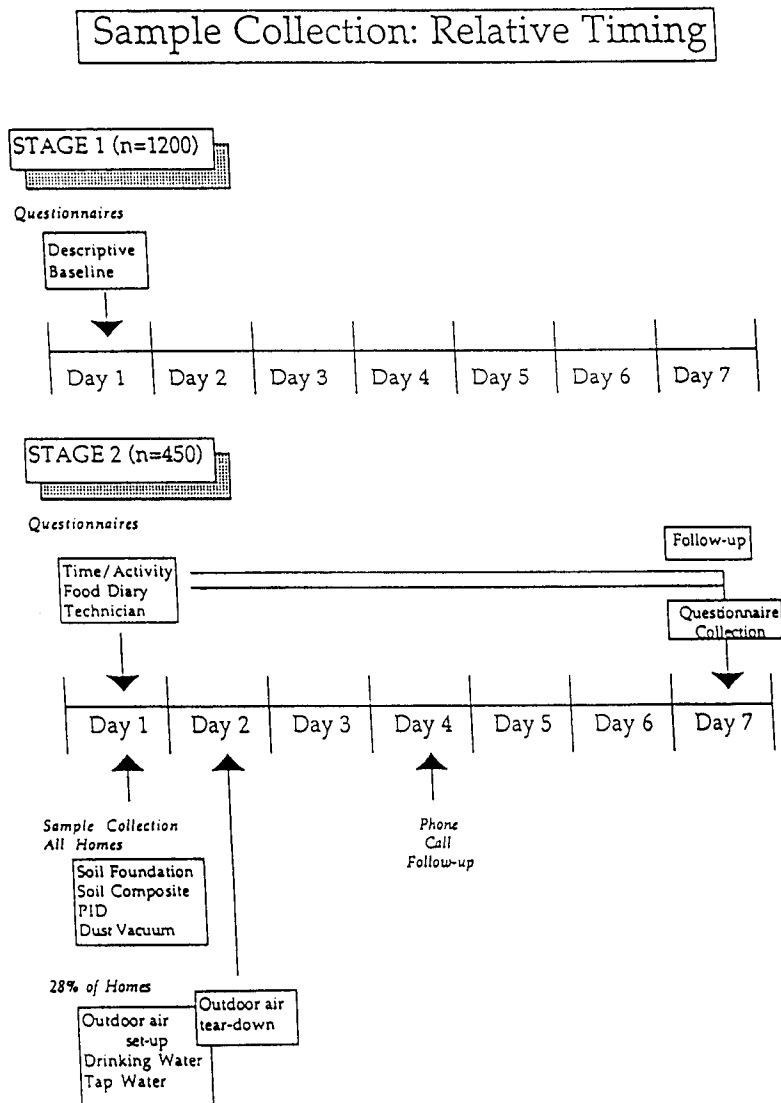 Sample Collection: Relative Timing
STAGE 1 (n=1200)
Questionnaires
Descriptive
Baseline
Day 1 Day 2 Day 3 Day 4 Day 5 Day 6 Day 7
STAGE 2 (n=450)
Questionnaires
Time/Activity
Food Diary
Technician
Follow-up
Questionnaire
Collection
Day 1 Day 2 Day 3 Day 4 Day 5 Day 6 Day 7
Sample Collection
All Homes
Soil Foundation
Soil Composite
PID
Dust Vacuum
Phone
Call
Follow-up
28% of Homes
Outdoor air
set-up
Drinking Water
Tap Water
Outdoor air
tear-down